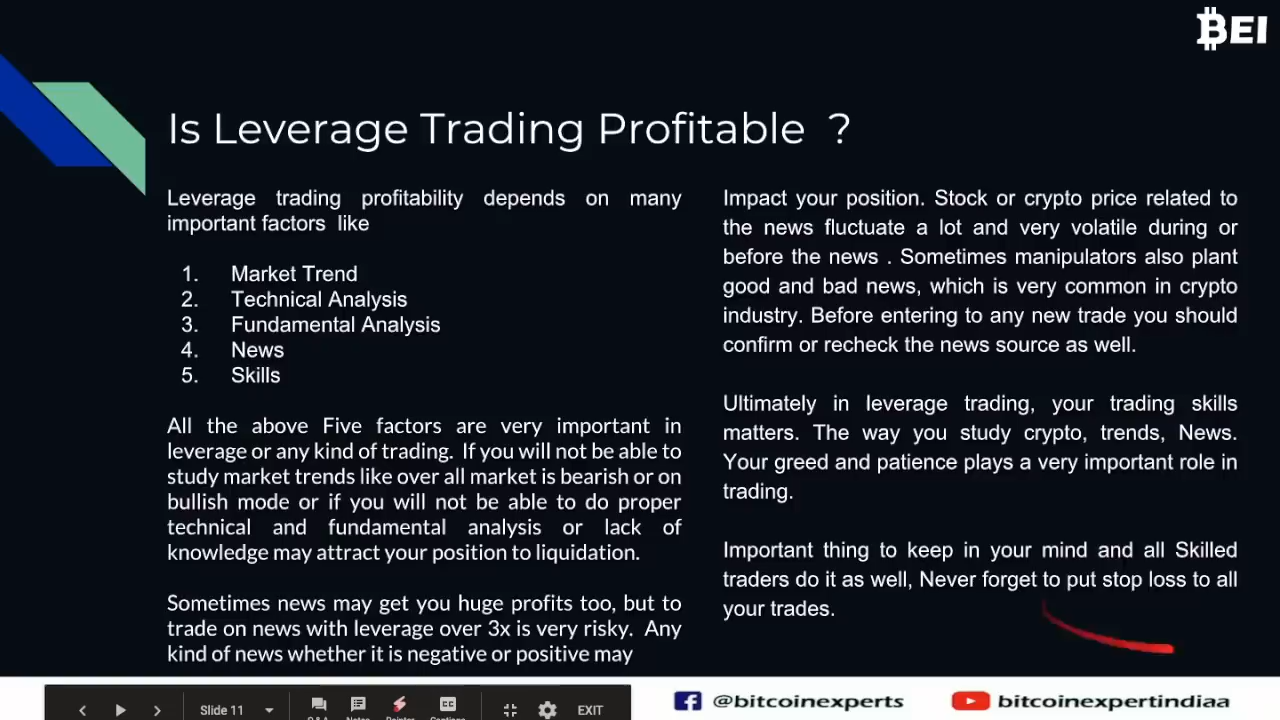 BEI
Is Leverage Trading Profitable ?
Leverage trading profitability depends on many
important factors like
1. Market Trend
2. Technical Analysis
3. Fundamental Analysis
4. News
5. Skills
All the above Five factors are very important in
leverage or any kind of trading. If you will not be able to
study market trends like over all market is bearish or on
bullish mode or if you will not be able to do proper
technical and fundamental analysis or lack of
knowledge may attract your position to liquidation.
Sometimes news may get you huge profits too, but to
trade on news with leverage over 3x is very risky. Any
kind of news whether it is negative or positive may
Impact your position. Stock or crypto price related to
the news fluctuate a lot and very volatile during or
before the news . Sometimes manipulators also plant
good and bad news, which is very common in crypto
industry. Before entering to any new trade you should
confirm or recheck the news source as well.
Ultimately in leverage trading, your trading skills
matters. The way you study crypto, trends, News.
Your greed and patience plays a very important role in
trading.
Important thing to keep in your mind and all Skilled
traders do it as well, Never forget to put stop loss to all
your trades.
Slide 11
EXIT
@bitcoinexperts
bitcoinexpertindiaa